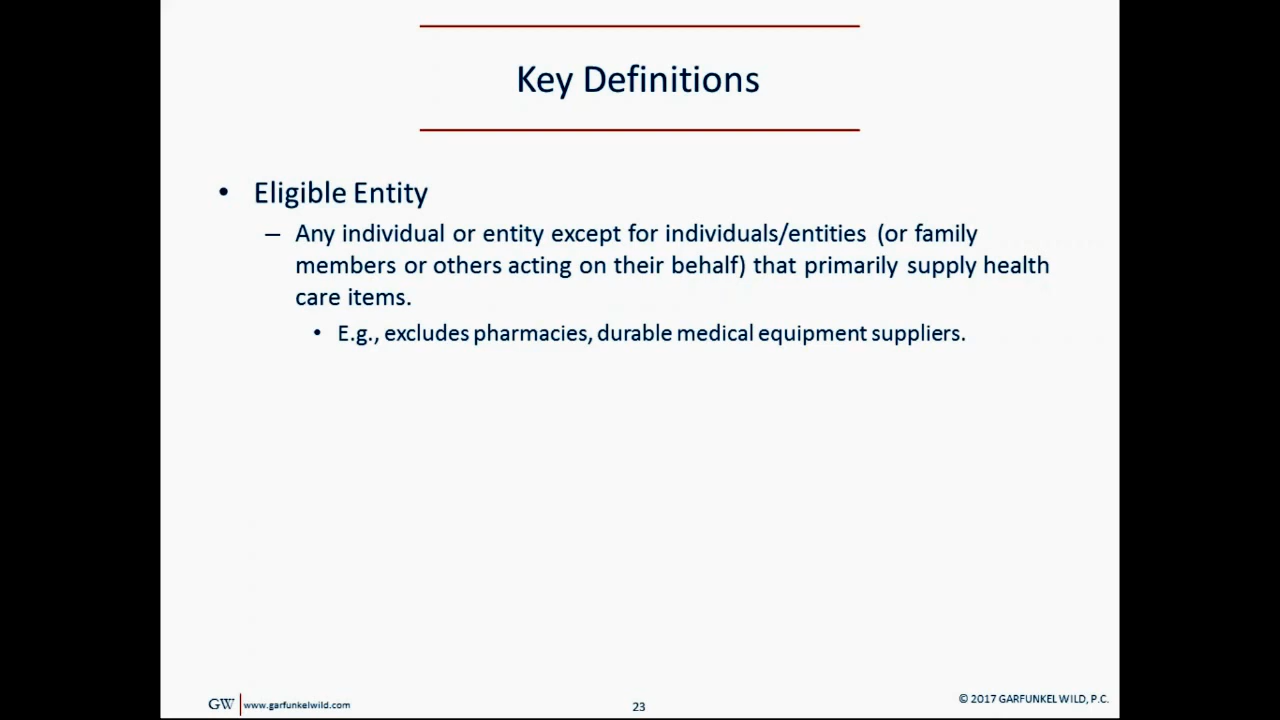 Key Definitions
• Eligible Entity
– Any individual or entity except for individuals/entities (or family
members or others acting on their behalf) that primarily supply health
care items.
• E.g., excludes pharmacies, durable medical equipment suppliers.
GW www.garfunkelwild.com
23
© 2017 GARFUNKEL WILD, P.C.